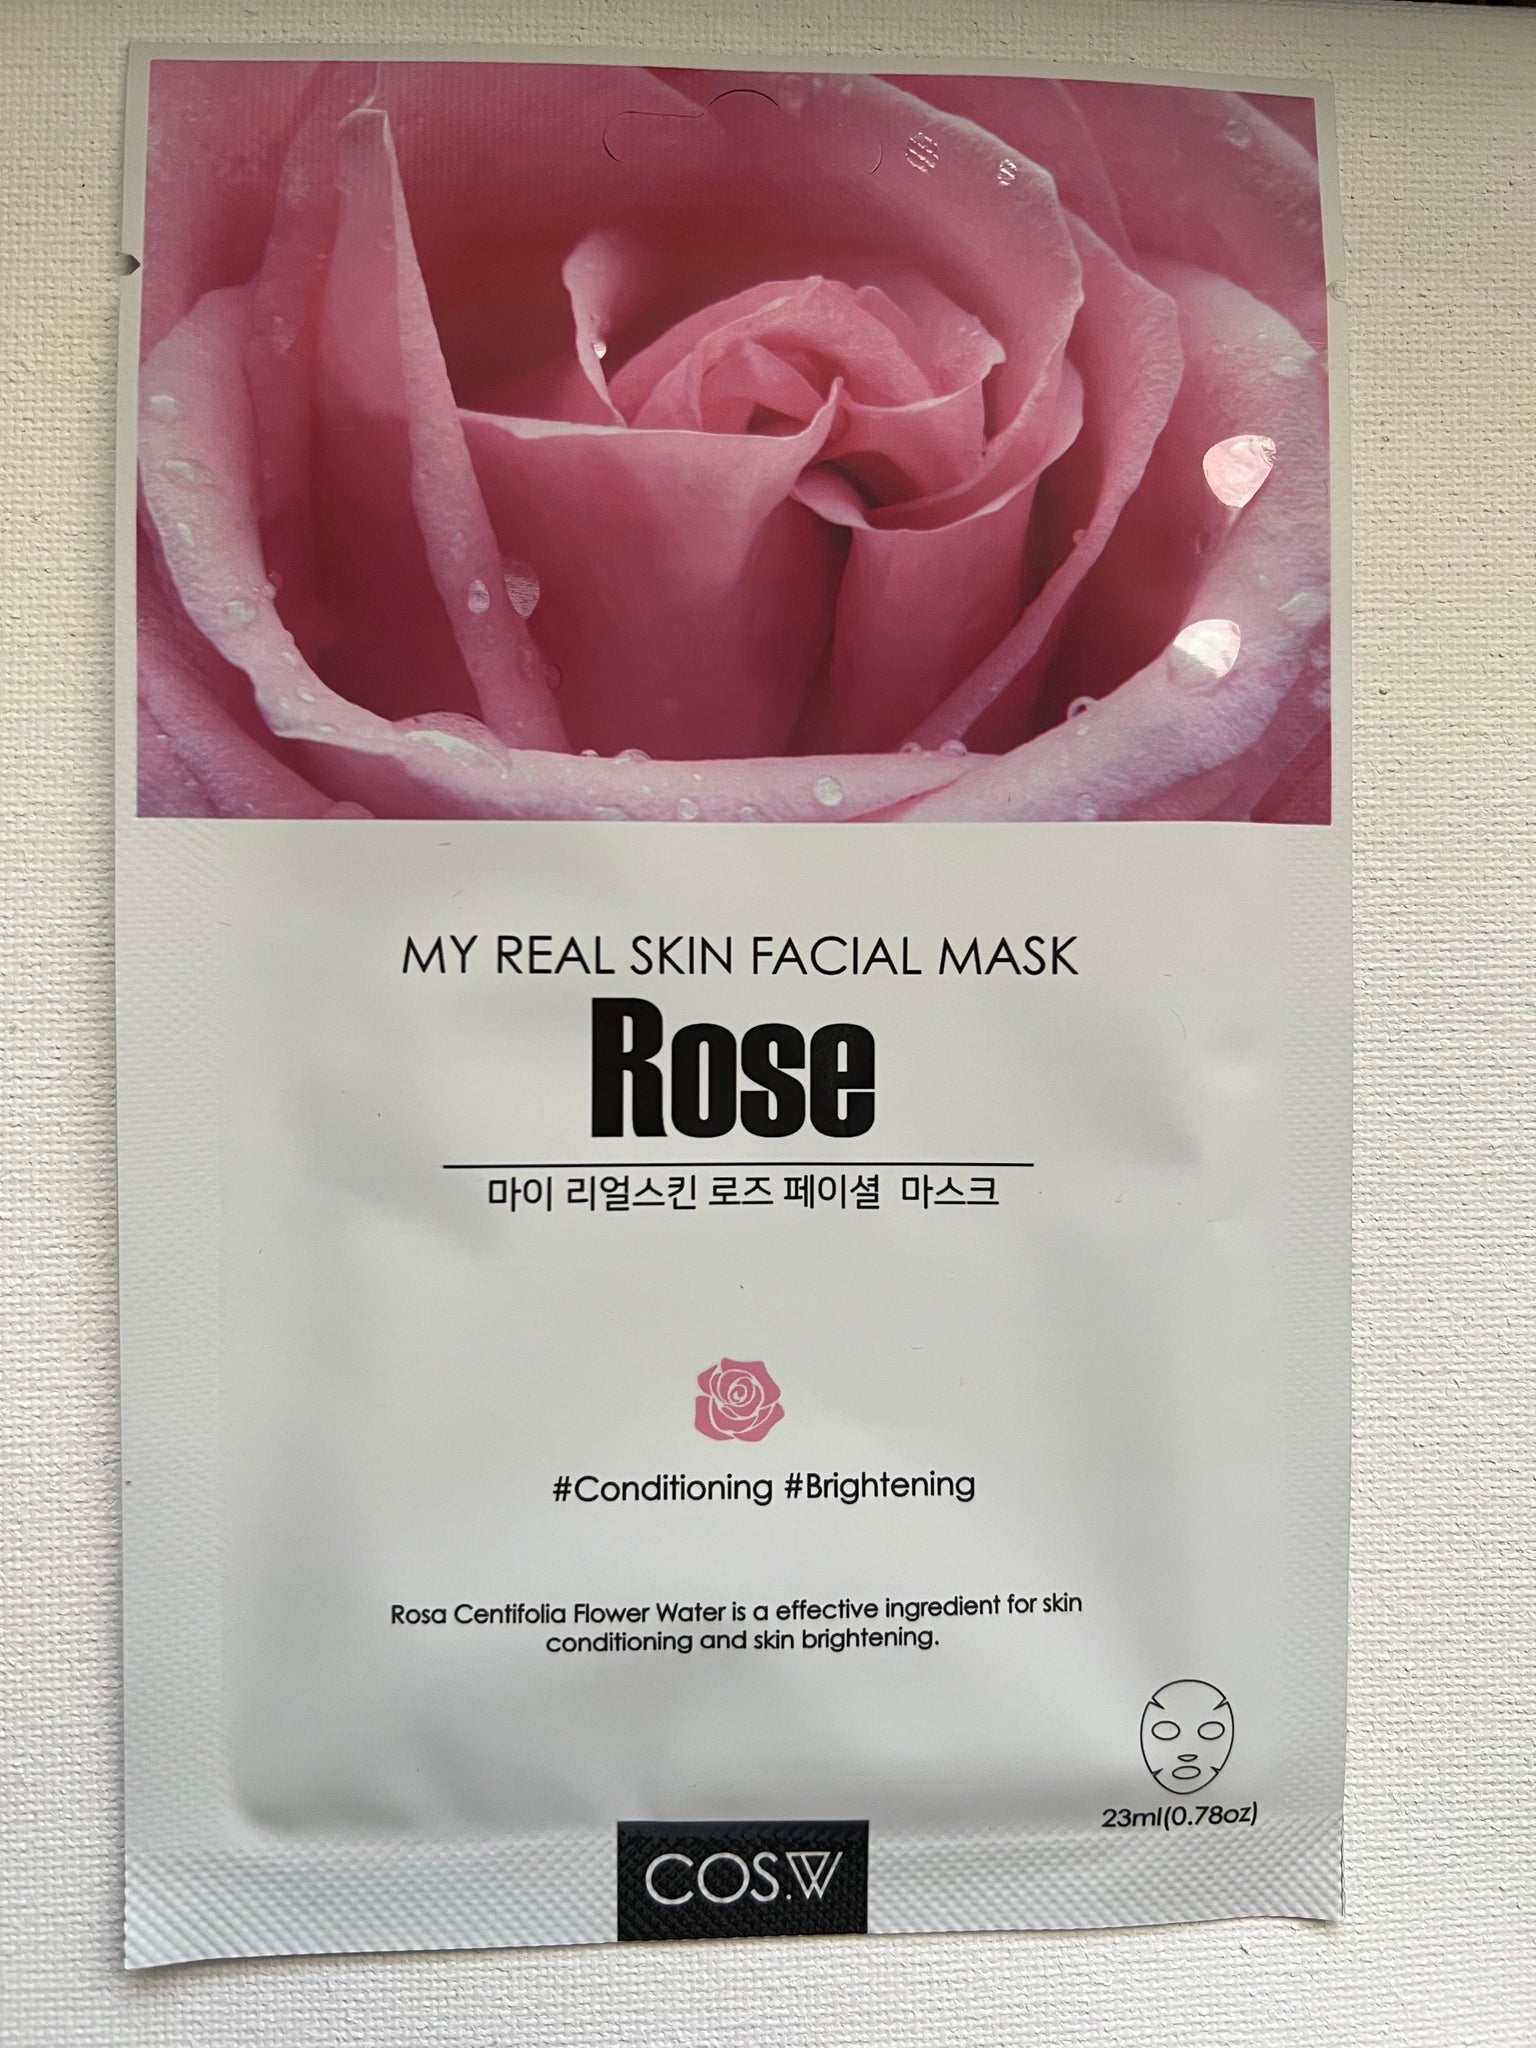 MY REAL SKIN FACIAL MASK
Rose
마이 리얼스킨 로즈 페이셜 마스크
#Conditioning #Brightening
Rosa Centifolia Flower Water is a effective ingredient for skin
conditioning and skin brightening.
23ml(0.78oz)
COS.W